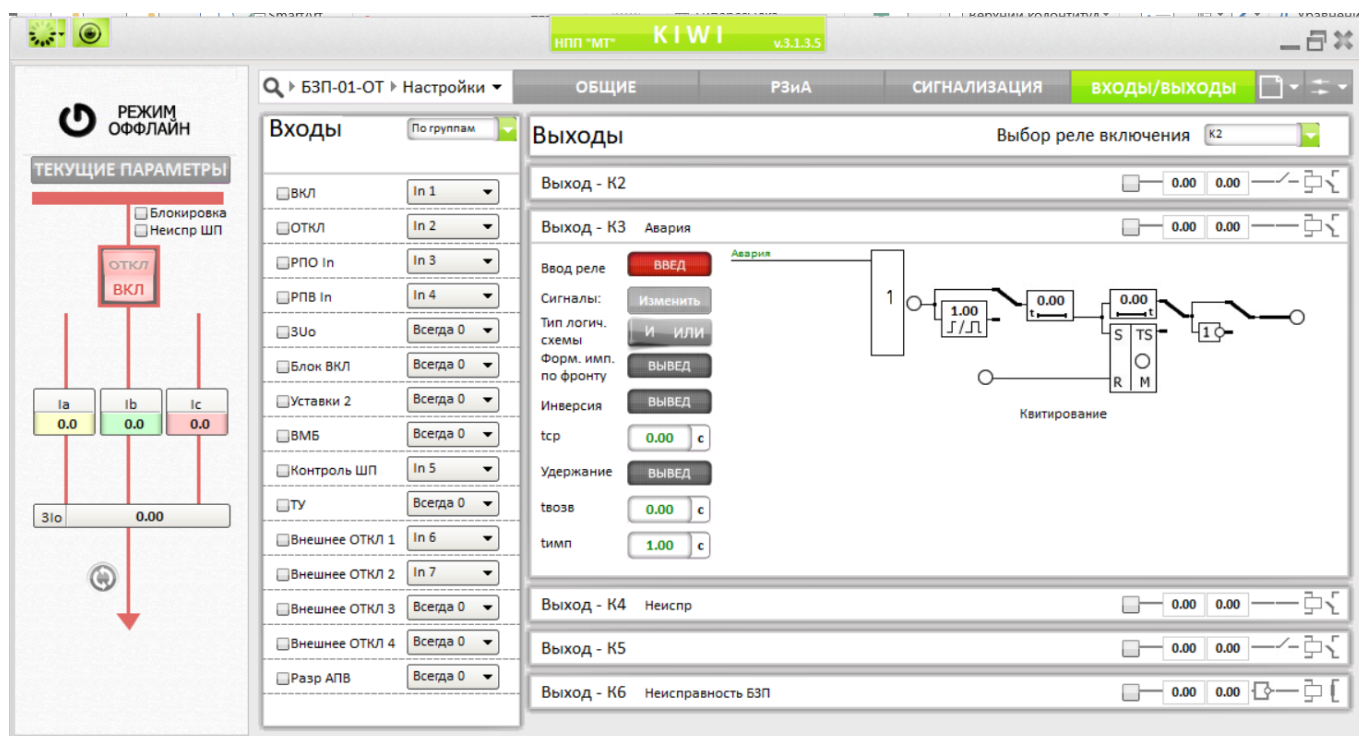 SmartArt
НПП "МТ" KIWI v.3.1.3.5
РЕЖИМ
ОФФЛАЙН
ТЕКУЩИЕ ПАРАМЕТРЫ
Блокировка
Неиспр ШП
ОТКЛ
ВКЛ
Ia Ib Ic
0.0 0.0 0.0
3Io 0.00
БЗП-01-ОТ Настройки
ОБЩИЕ РЗиА СИГНАЛИЗАЦИЯ ВХОДЫ/ВЫХОДЫ
Входы По группам
ВКЛ In 1
ОТКЛ In 2
РПО In In 3
РПВ In In 4
3Uo Всегда 0
Блок ВКЛ Всегда 0
Уставки 2 Всегда 0
ВМБ Всегда 0
Контроль ШП In 5
ТУ Всегда 0
Внешнее ОТКЛ 1 In 6
Внешнее ОТКЛ 2 In 7
Внешнее ОТКЛ 3 Всегда 0
Внешнее ОТКЛ 4 Всегда 0
Разр АПВ Всегда 0
Выходы Выбор реле включения К2
Выход - К2 0.00 0.00
Выход - К3 Авария 0.00 0.00
Ввод реле ВВЕД
Сигналы: Изменить
Тип логич.
схемы И ИЛИ
Форм. имп.
по фронту ВЫВЕД
Инверсия ВЫВЕД
tср 0.00 с
Удержание ВЫВЕД
tвозв 0.00 с
tимп 1.00 с
Авария
1
1.00
0.00
t
0.00
t
S TS
R M
1
Квитирование
Выход - К4 Неиспр 0.00 0.00
Выход - К5 0.00 0.00
Выход - К6 Неисправность БЗП 0.00 0.00